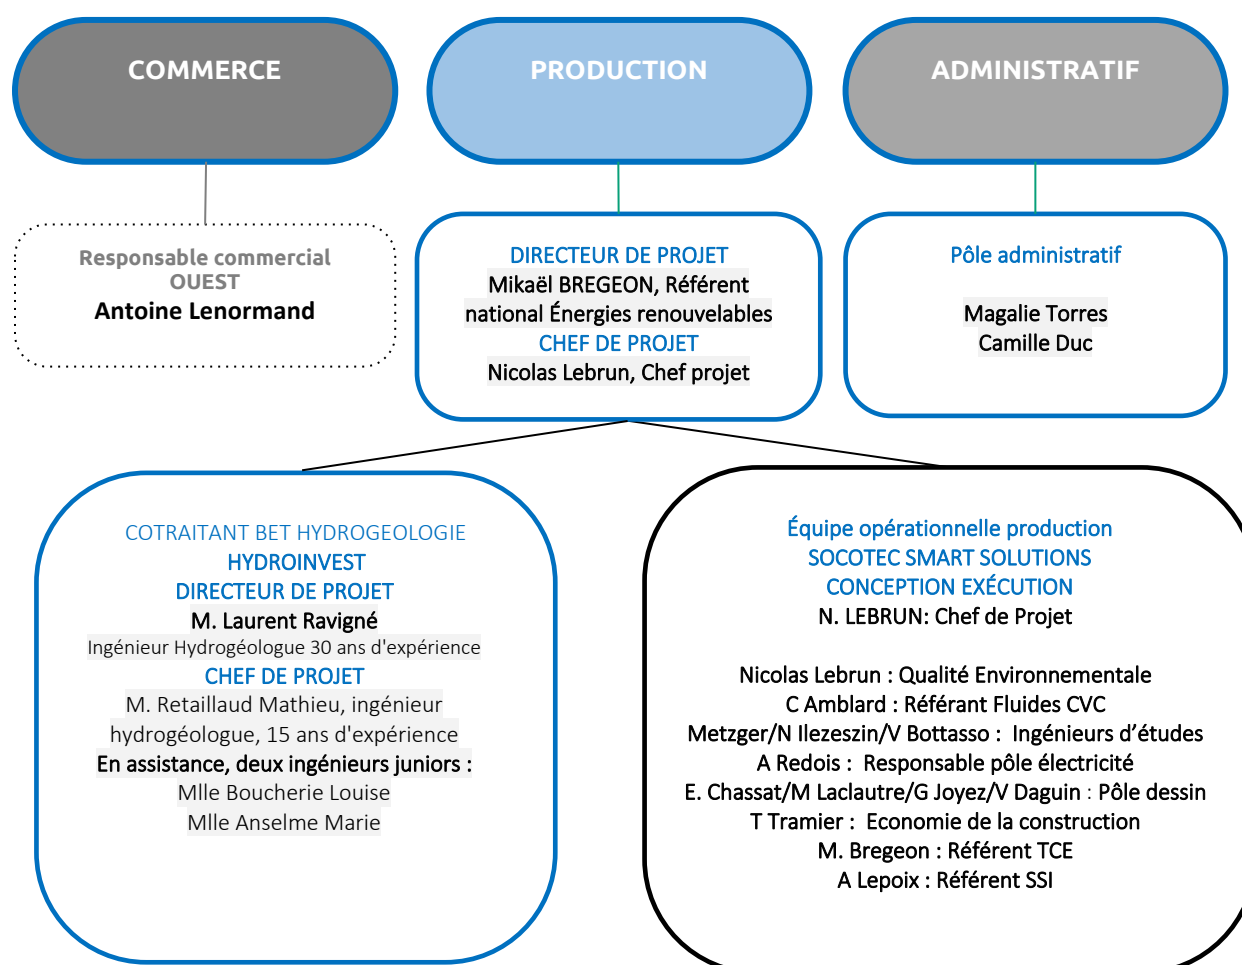 COMMERCE
PRODUCTION
ADMINISTRATIF
Responsable commercial
OUEST
Antoine Lenormand
DIRECTEUR DE PROJET
Mikaël BREGEON, Référent
national Énergies renouvelables
CHEF DE PROJET
Nicolas Lebrun, Chef projet
Pôle administratif
Magalie Torres
Camille Duc
COTRAITANT BET HYDROGEOLOGIE
HYDROINVEST
DIRECTEUR DE PROJET
M. Laurent Ravigné
Ingénieur Hydrogéologue 30 ans d'expérience
CHEF DE PROJET
M. Retaillaud Mathieu, ingénieur
hydrogéologue, 15 ans d'expérience
En assistance, deux ingénieurs juniors :
Mlle Boucherie Louise
Mlle Anselme Marie
Équipe opérationnelle production
SOCOTEC SMART SOLUTIONS
CONCEPTION EXÉCUTION
N. LEBRUN: Chef de Projet
Nicolas Lebrun : Qualité Environnementale
C Amblard : Référant Fluides CVC
Metzger/N Ilezeszin/V Bottasso :  Ingénieurs d’études
A Redois :  Responsable pôle électricité
E. Chassat/M Laclautre/G Joyez/V Daguin : Pôle dessin
T Tramier :  Economie de la construction
M. Bregeon : Référent TCE
A Lepoix : Référent SSI